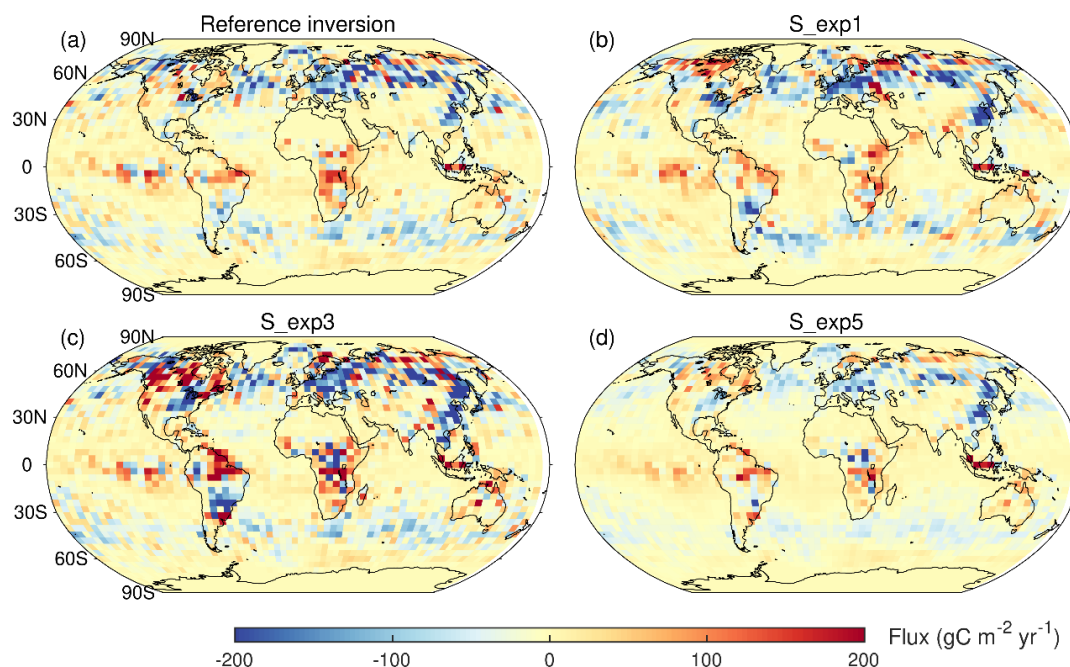 Reference inversion
S_exp1
(a)
90N
(b)
60N
30N
0
30S
60S
90S
S_exp3
S_exp5
(c)
90N
(d)
60N
30N
0
30S
60S
90S
Flux (gC m⁻² yr⁻¹)
-200 -100 0 100 200